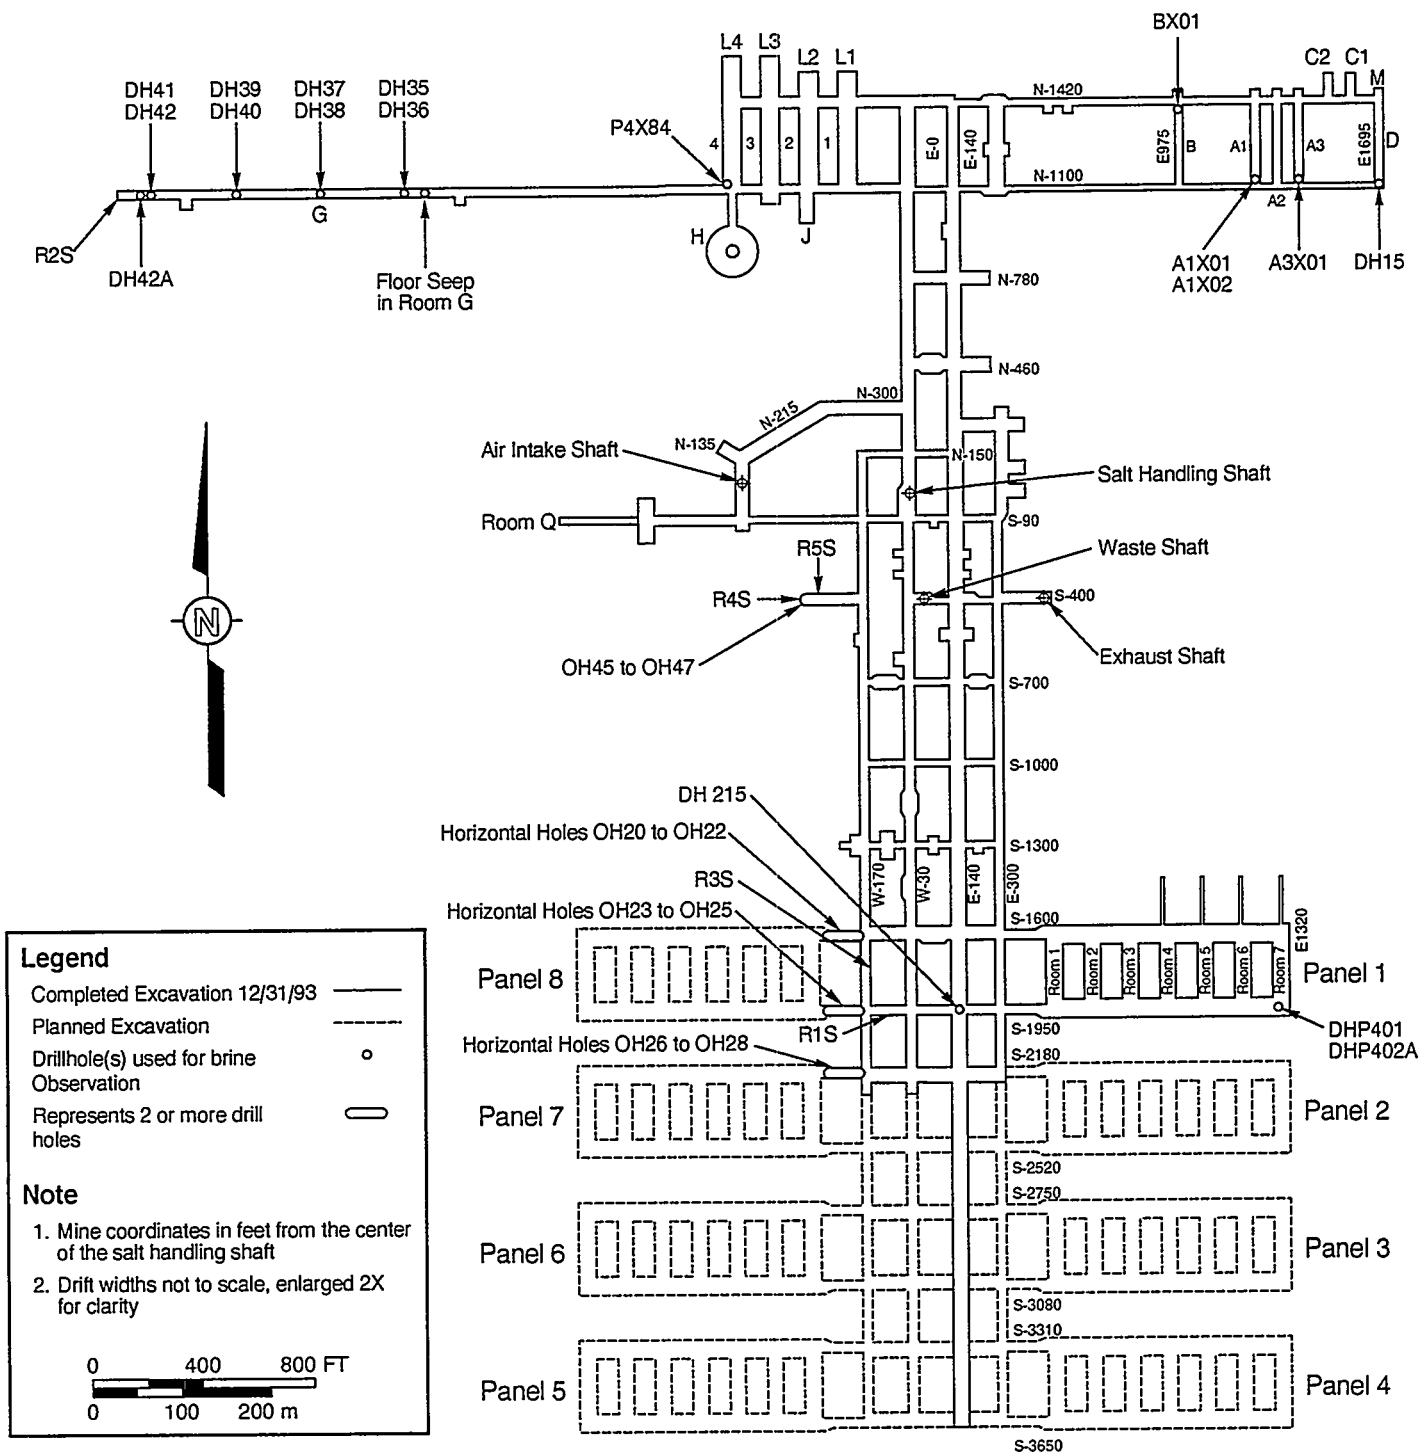 BX01
L4
L3
L2
L1
C2
C1
M
DH41
DH42
DH39
DH40
DH37
DH38
DH35
DH36
N-1420
P4X84
4
3
2
1
E-0
E-140
E975
B
A1
A3
E1695
D
N-1100
A2
G
H
J
R2S
DH42A
Floor Seep
in Room G
A1X01
A1X02
A3X01
DH15
N-780
N-460
N-300
N-215
N-135
N-150
Air Intake Shaft
Salt Handling Shaft
Room Q
S-90
R5S
Waste Shaft
R4S
S-400
OH45 to OH47
Exhaust Shaft
S-700
N
S-1000
DH 215
Horizontal Holes OH20 to OH22
S-1300
W-170
W-30
E-140
E-300
R3S
Horizontal Holes OH23 to OH25
S-1600
E1320
Panel 8
Room 1
Room 2
Room 3
Room 4
Room 5
Room 6
Room 7
Panel 1
R1S
S-1950
DHP401
DHP402A
Horizontal Holes OH26 to OH28
S-2180
Panel 7
Panel 2
S-2520
S-2750
Panel 6
Panel 3
S-3080
S-3310
Panel 5
Panel 4
S-3650
Legend
Completed Excavation 12/31/93
Planned Excavation
Drillhole(s) used for brine
Observation
Represents 2 or more drill
holes
Note
1. Mine coordinates in feet from the center
of the salt handling shaft
2. Drift widths not to scale, enlarged 2X
for clarity
0 400 800 FT
0 100 200 m